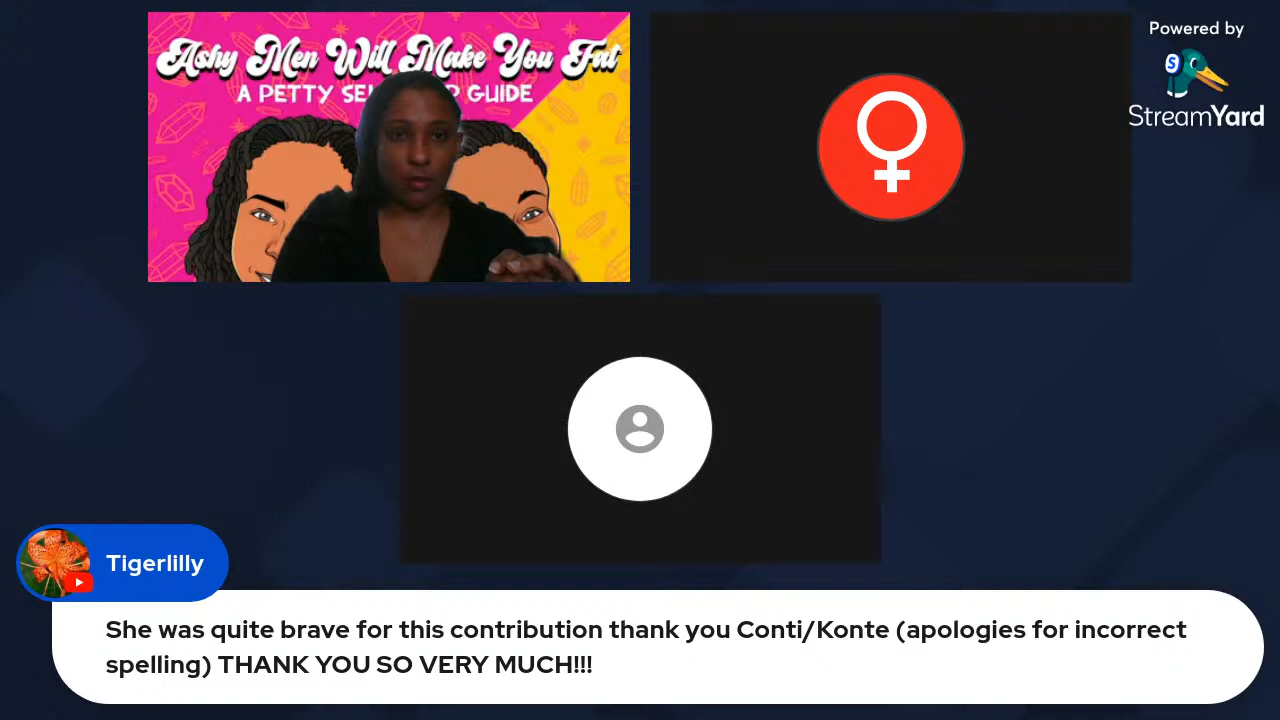 Ashy Men Will Make You Fat
A PETTY GUIDE
Powered by
S
StreamYard
Tigerlilly
She was quite brave for this contribution thank you Conti/Konte (apologies for incorrect
spelling) THANK YOU SO VERY MUCH!!!